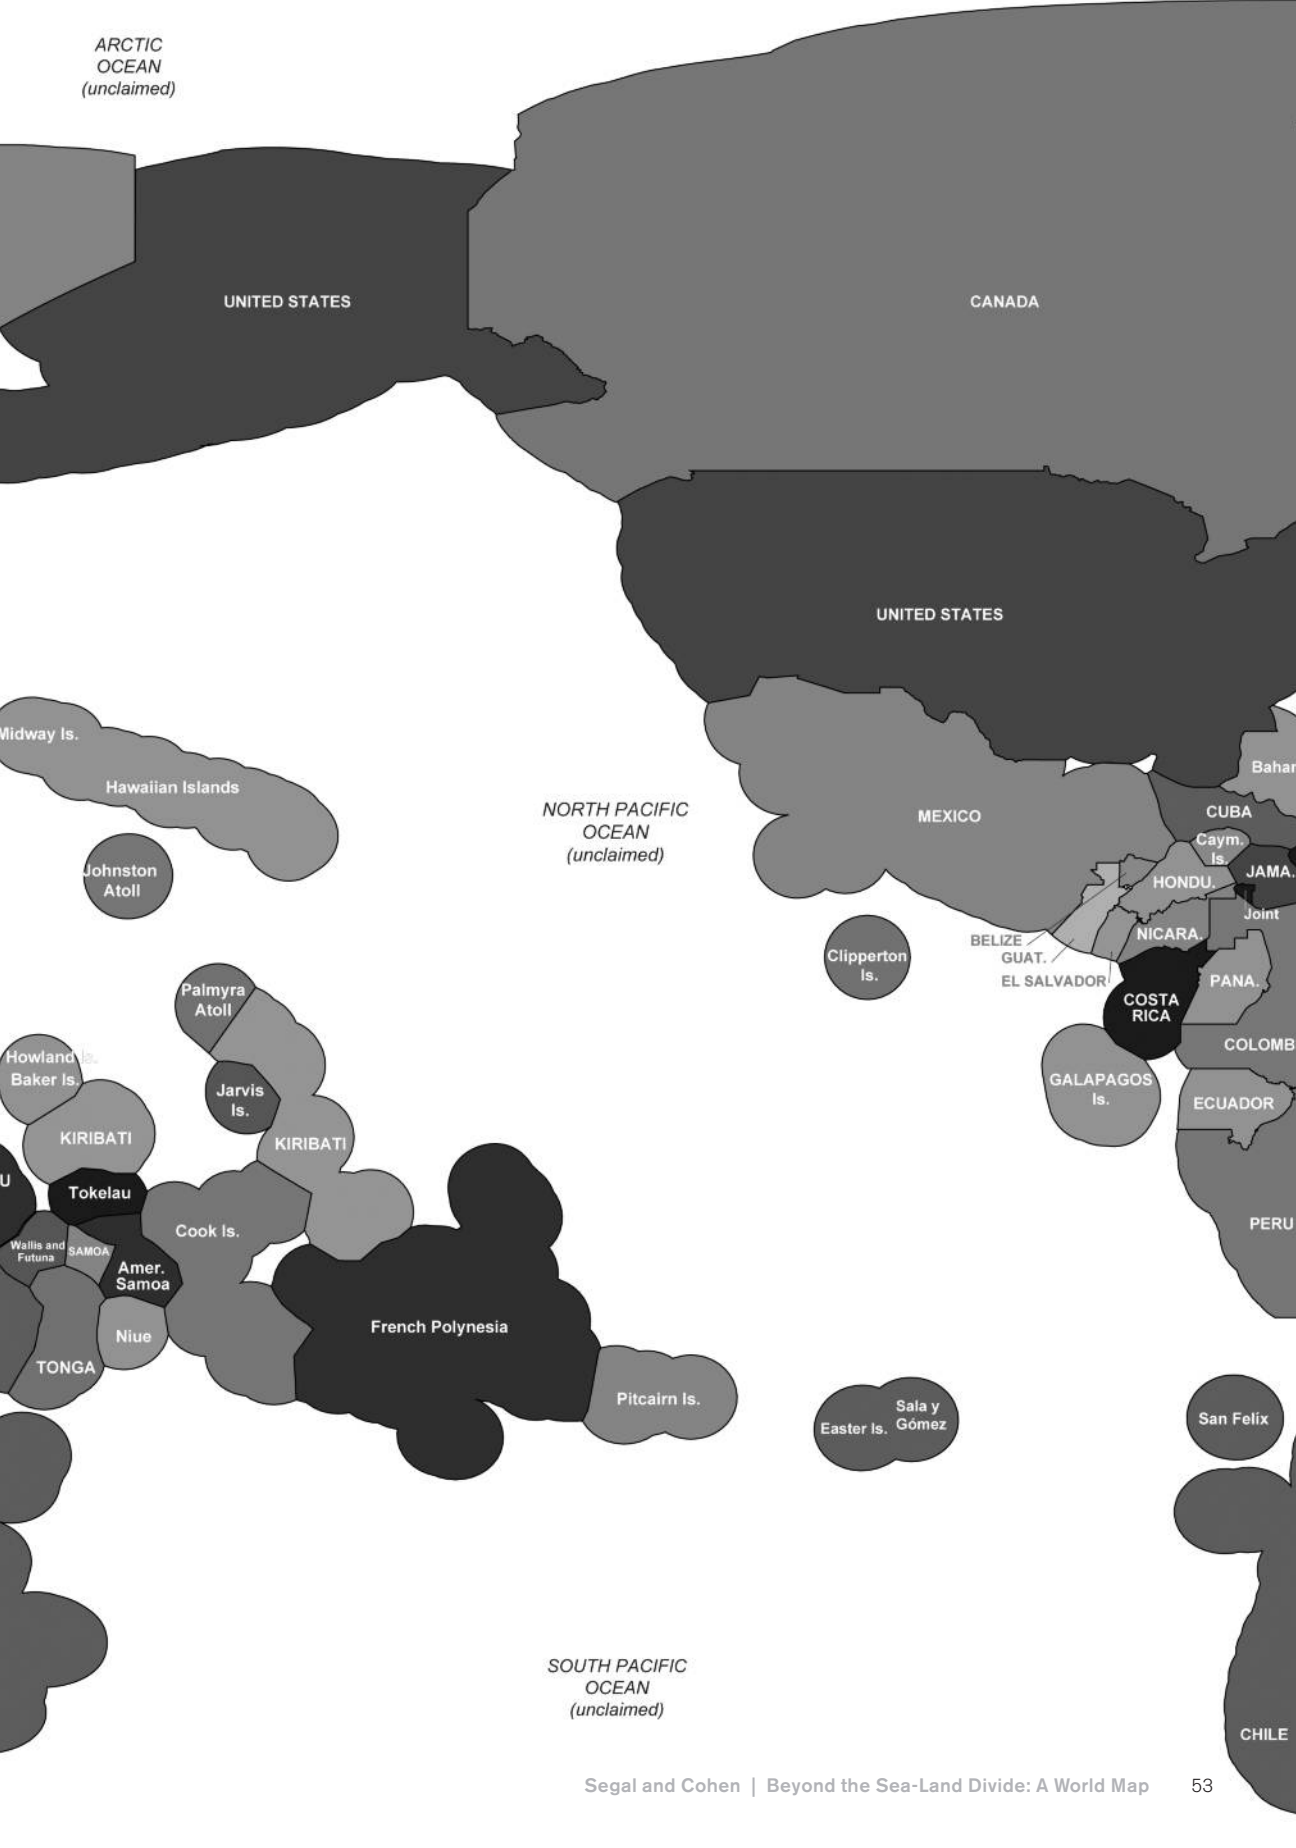 ARCTIC
OCEAN
(unclaimed)
UNITED STATES
CANADA
UNITED STATES
Midway Is.
Hawaiian Islands
Johnston
Atoll
NORTH PACIFIC
OCEAN
(unclaimed)
MEXICO
Bahar
CUBA
Caym.
Is.
HONDU.
JAMA.
Joint
NICARA.
BELIZE
GUAT.
EL SALVADOR
Clipperton
Is.
COSTA
RICA
PANA.
COLOMB
Palmyra
Atoll
Howland Is.
Baker Is.
Jarvis
Is.
GALAPAGOS
Is.
ECUADOR
KIRIBATI
KIRIBATI
U
Tokelau
Cook Is.
PERU
Wallis and
Futuna
SAMOA
Amer.
Samoa
French Polynesia
Niue
TONGA
Pitcairn Is.
Easter Is.
Sala y
Gómez
San Felix
SOUTH PACIFIC
OCEAN
(unclaimed)
CHILE
Segal and Cohen | Beyond the Sea-Land Divide: A World Map 53